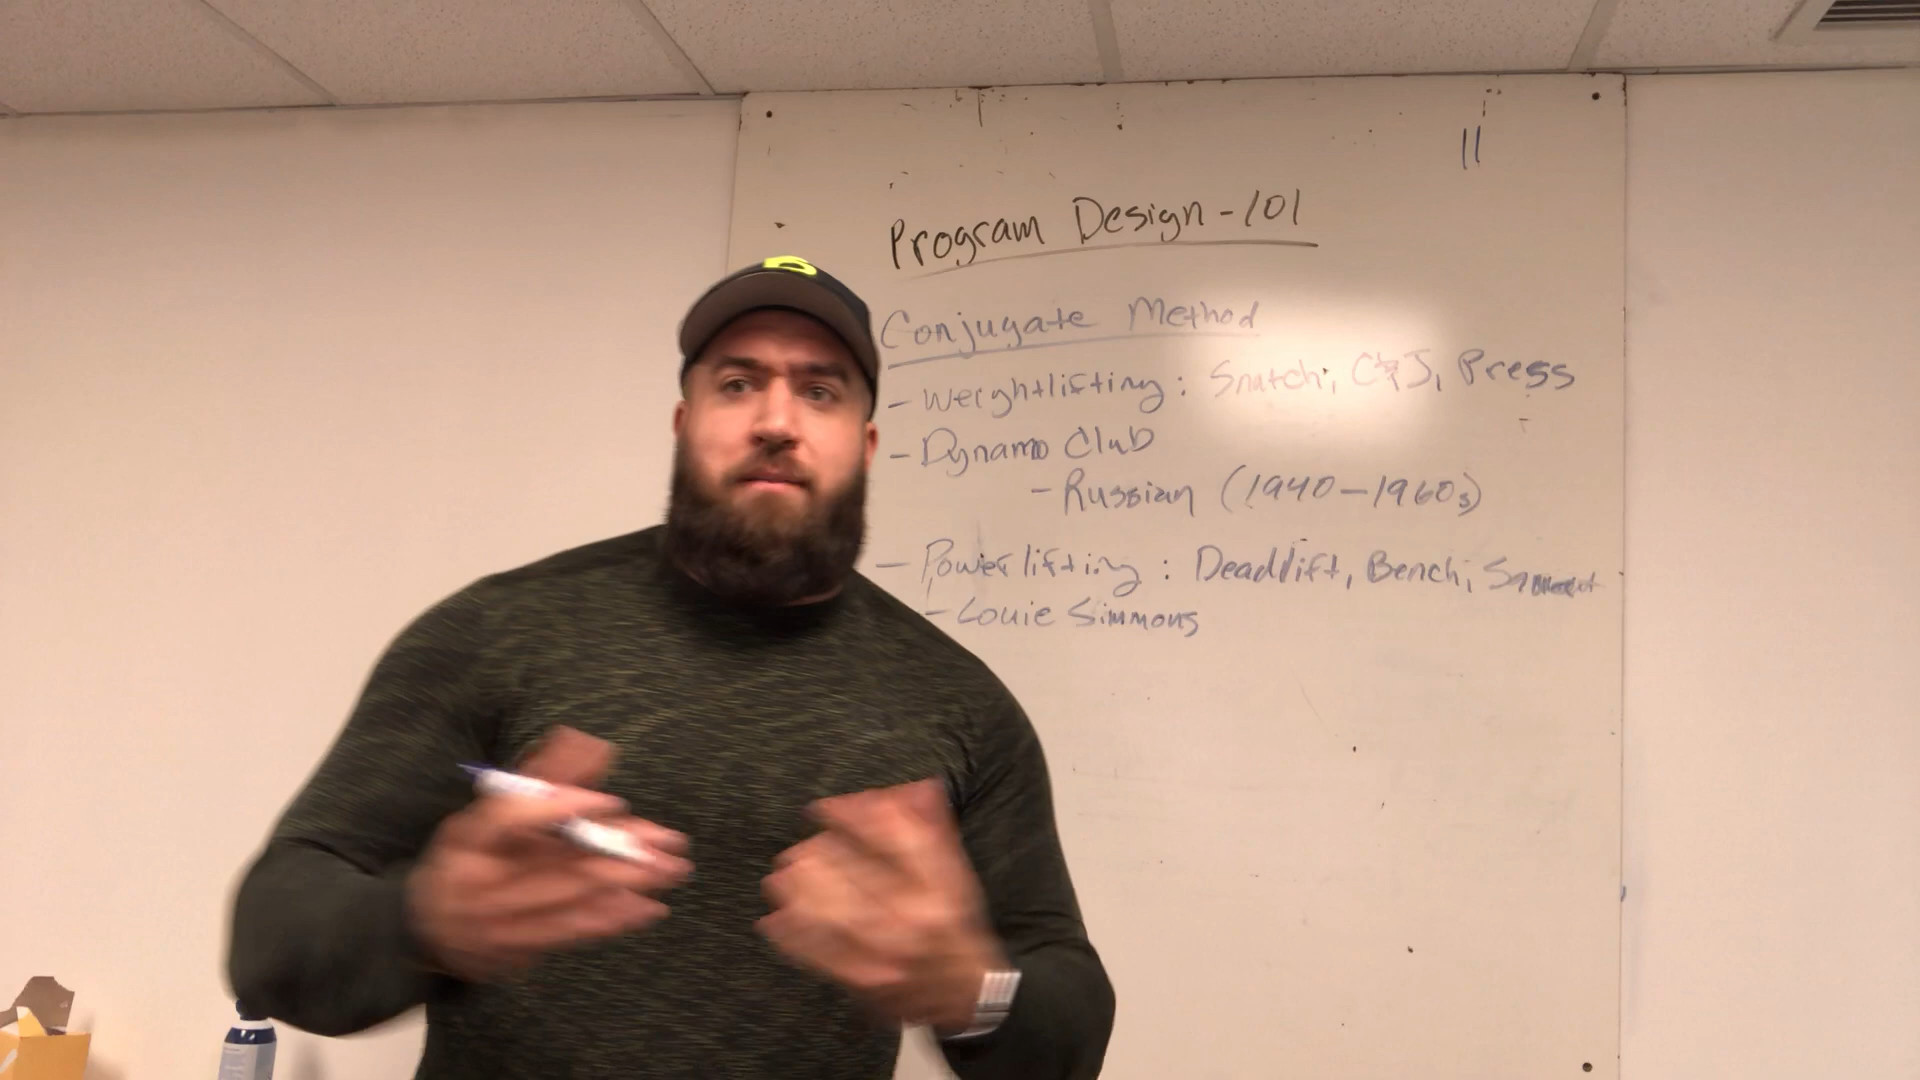 Program Design - 101
Conjugate Method
- Weightlifting: Snatch, C&J, Press
- Dynamo Club
- Russian (1940-1960s)
- Powerlifting: Deadlift, Bench,
- Louie Simmons